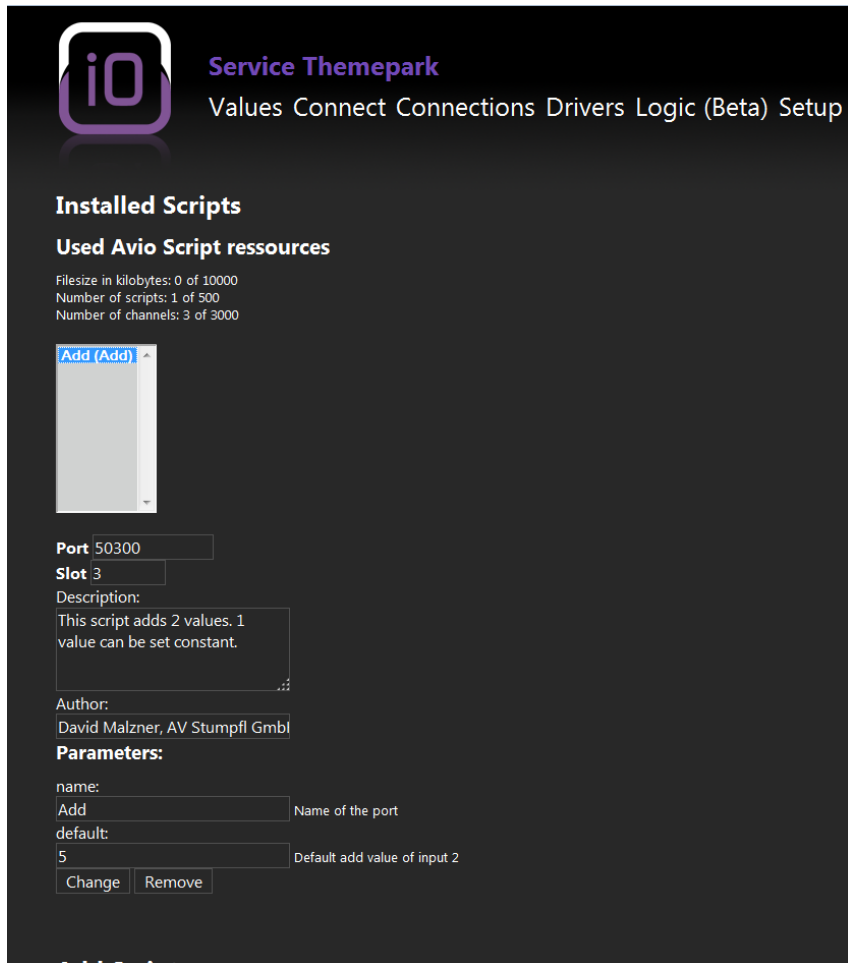 iO
Service Themepark
Values Connect Connections Drivers Logic (Beta) Setup
Installed Scripts
Used Avio Script ressources
Filesize in kilobytes: 0 of 10000
Number of scripts: 1 of 500
Number of channels: 3 of 3000
Add (Add)
Port 50300
Slot 3
Description:
This script adds 2 values. 1
value can be set constant.
Author:
David Malzner, AV Stumpfl
Parameters:
name:
Add Name of the port
default:
5 Default add value of input 2
Change Remove